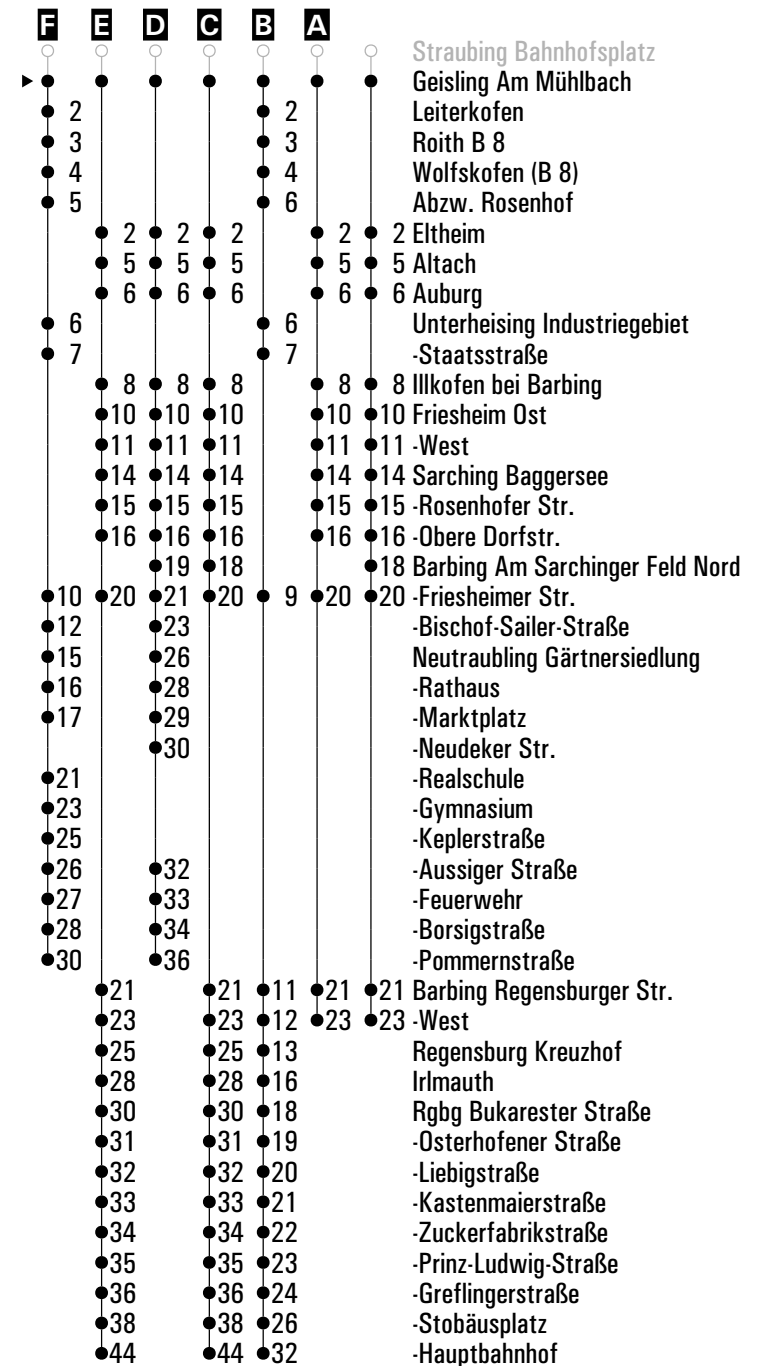 F E D C B A
Straubing Bahnhofsplatz
Geisling Am Mühlbach
2 2 Leiterkofen
3 3 Roith B 8
4 4 Wolfskofen (B 8)
5 6 Abzw. Rosenhof
2 2 2 2 2 Eltheim
5 5 5 5 5 Altach
6 6 6 6 6 Auburg
6 6 Unterheising Industriegebiet
7 7 -Staatsstraße
8 8 8 8 8 Illkofen bei Barbing
10 10 10 10 10 Friesheim Ost
11 11 11 11 11 -West
14 14 14 14 14 Sarching Baggersee
15 15 15 15 15 -Rosenhofer Str.
16 16 16 16 16 -Obere Dorfstr.
19 18 18 Barbing Am Sarchinger Feld Nord
10 20 21 20 9 20 20 -Friesheimer Str.
12 23 -Bischof-Sailer-Straße
15 26 Neutraubling Gärtnersiedlung
16 28 -Rathaus
17 29 -Marktplatz
30 -Neudeker Str.
21 -Realschule
23 -Gymnasium
25 -Keplerstraße
26 32 -Aussiger Straße
27 33 -Feuerwehr
28 34 -Borsigstraße
30 36 -Pommernstraße
21 21 11 21 21 Barbing Regensburger Str.
23 23 12 23 23 -West
25 25 13 Regensburg Kreuzhof
28 28 16 Irlmauth
30 30 18 Rgbg Bukarester Straße
31 31 19 -Osterhofener Straße
32 32 20 -Liebigstraße
33 33 21 -Kastenmaierstraße
34 34 22 -Zuckerfabrikstraße
35 35 23 -Prinz-Ludwig-Straße
36 36 24 -Greflingerstraße
38 38 26 -Stobäusplatz
44 44 32 -Hauptbahnhof